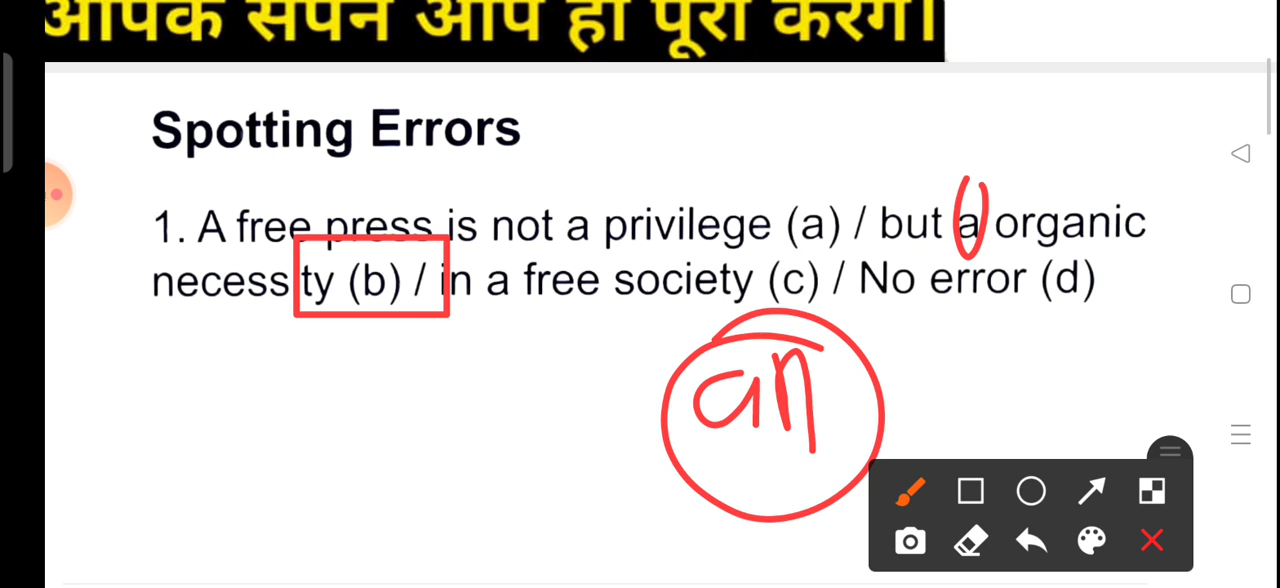 आपके सपने आप ही पूरा करेंगे।
Spotting Errors
1. A free press is not a privilege (a) / but a organic
necessity (b) / in a free society (c) / No error (d)
an